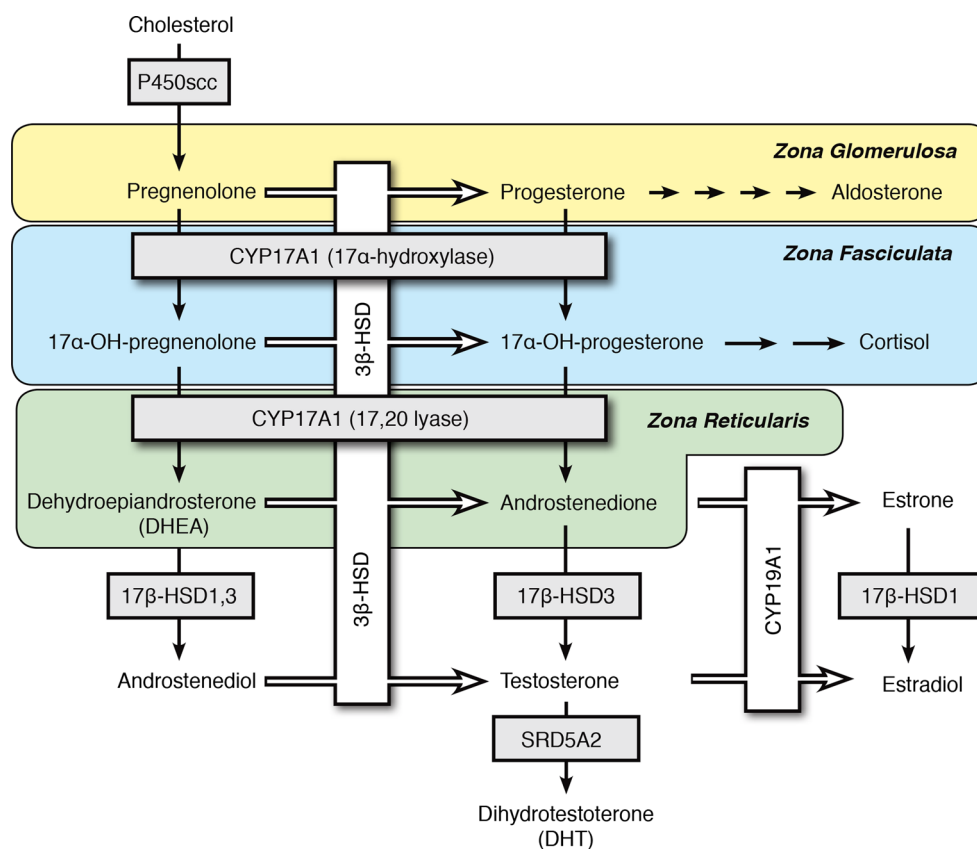 Cholesterol
P450scc
Zona Glomerulosa
Pregnenolone
Progesterone
Aldosterone
CYP17A1 (17α-hydroxylase)
Zona Fasciculata
3β-HSD
17α-OH-pregnenolone
17α-OH-progesterone
Cortisol
CYP17A1 (17,20 lyase)
Zona Reticularis
Dehydroepiandrosterone
(DHEA)
Androstenedione
Estrone
3β-HSD
CYP19A1
17β-HSD1,3
17β-HSD3
17β-HSD1
Androstenediol
Testosterone
Estradiol
SRD5A2
Dihydrotestoterone
(DHT)